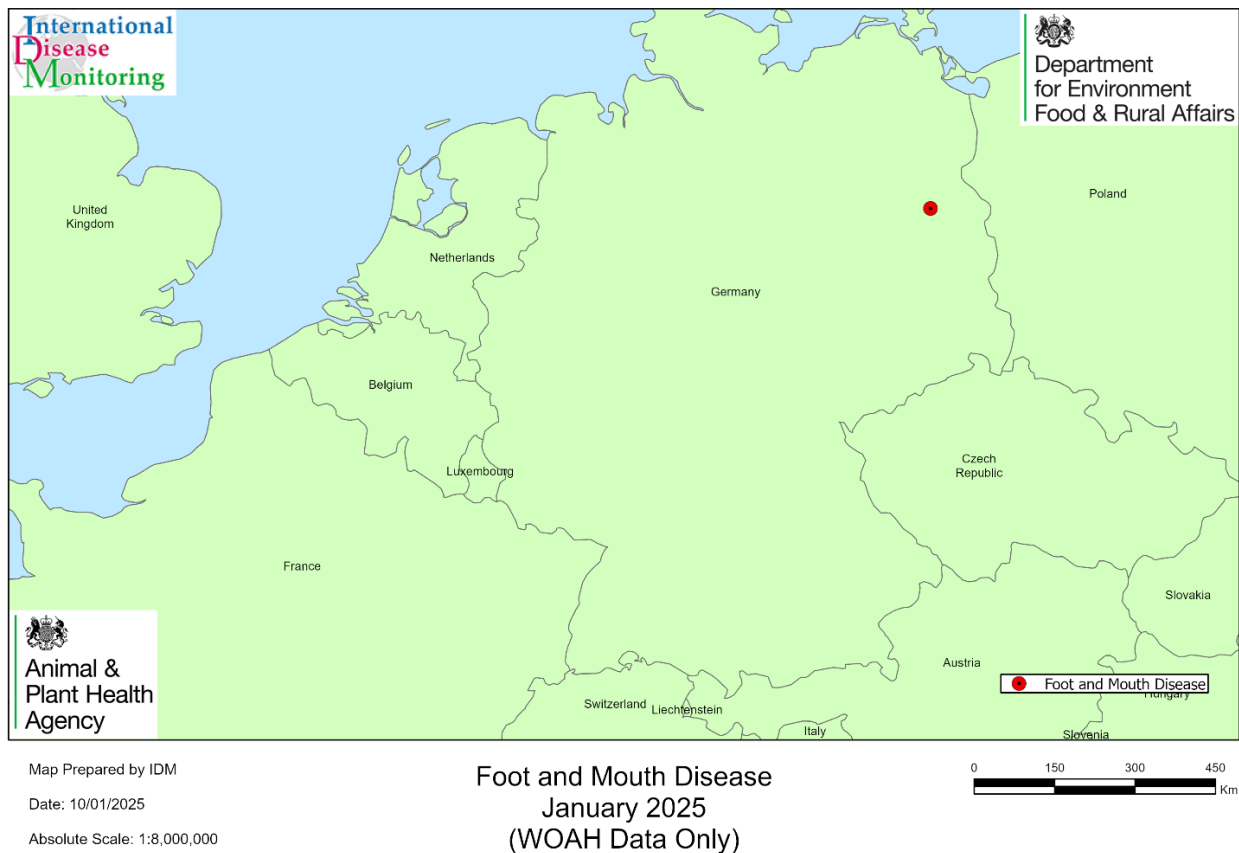 International
Disease
Monitoring
Department
for Environment
Food & Rural Affairs
United
Kingdom
Netherlands
Poland
Germany
Belgium
Luxembourg
Czech
Republic
France
Slovakia
Austria
Switzerland
Liechtenstein
Italy
Hungary
Slovenia
Foot and Mouth Disease
Animal &
Plant Health
Agency
Map Prepared by IDM
Date: 10/01/2025
Absolute Scale: 1:8,000,000
Foot and Mouth Disease
January 2025
(WOAH Data Only)
0 150 300 450
Km